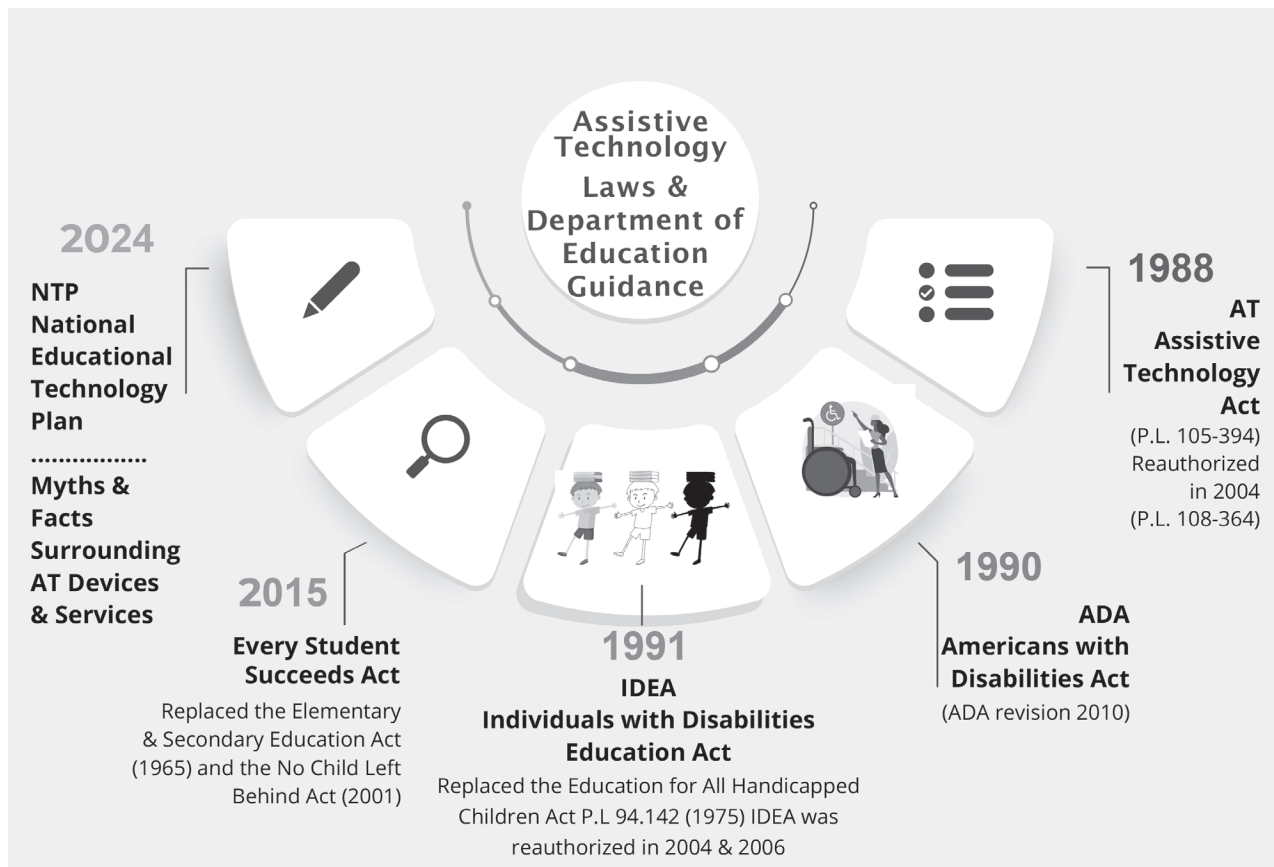 Assistive
Technology
Laws &
Department of
Education
Guidance
2024
NTP
National
Educational
Technology
Plan
.................
Myths &
Facts
Surrounding
AT Devices
& Services
2015
Every Student
Succeeds Act
Replaced the Elementary
& Secondary Education Act
(1965) and the No Child Left
Behind Act (2001)
1991
IDEA
Individuals with Disabilities
Education Act
Replaced the Education for All Handicapped
Children Act P.L 94.142 (1975) IDEA was
reauthorized in 2004 & 2006
1990
ADA
Americans with
Disabilities Act
(ADA revision 2010)
1988
AT
Assistive
Technology
Act
(P.L. 105-394)
Reauthorized
in 2004
(P.L. 108-364)